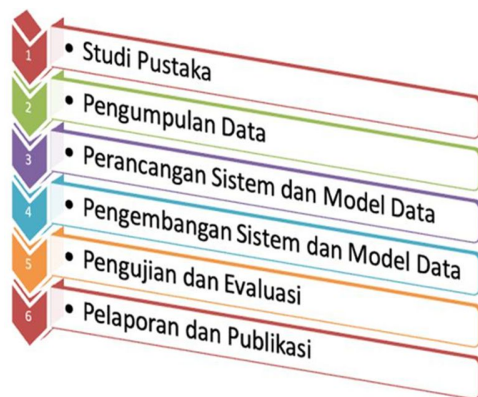 1
• Studi Pustaka
2
• Pengumpulan Data
3
• Perancangan Sistem dan Model Data
4
• Pengembangan Sistem dan Model Data
5
• Pengujian dan Evaluasi
6
• Pelaporan dan Publikasi